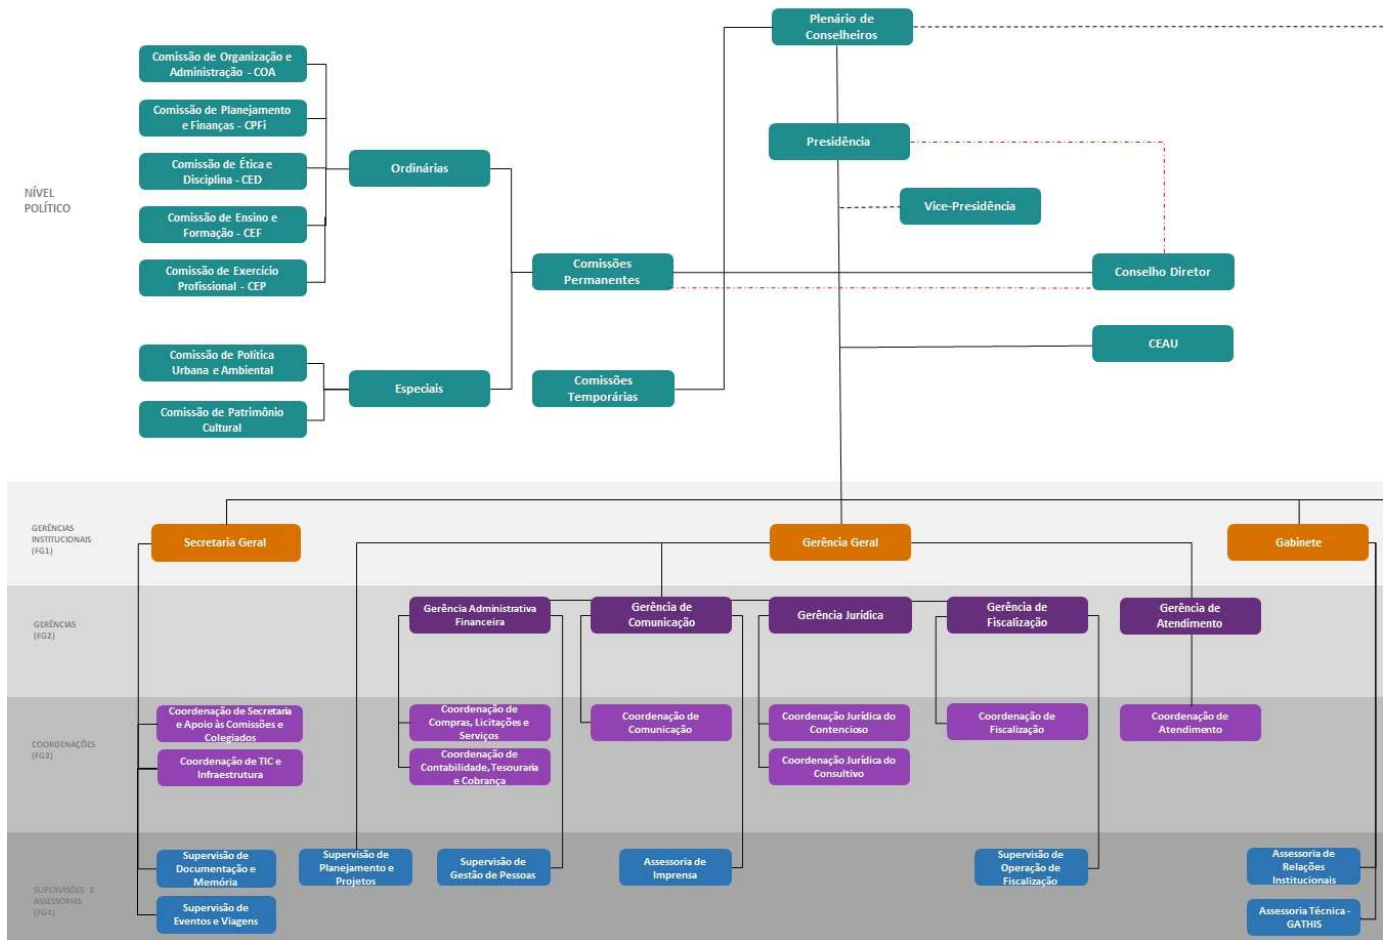 Plenário de
Conselheiros
Comissão de Organização e
Administração - COA
Comissão de Planejamento
e Finanças - CPFi
Presidência
Comissão de Ética e
Disciplina - CED
Ordinárias
NÍVEL
POLÍTICO
Vice-Presidência
Comissão de Ensino e
Formação - CEF
Comissão de Exercício
Profissional - CEP
Comissões
Permanentes
Conselho Diretor
CEAU
Comissão de Política
Urbana e Ambiental
Especiais
Comissões
Temporárias
Comissão de Patrimônio
Cultural
GERÊNCIAS
INSTITUCIONAIS
(FG1)
Secretaria Geral
Gerência Geral
Gabinete
GERÊNCIAS
(FG2)
Gerência Administrativa
Financeira
Gerência de
Comunicação
Gerência Jurídica
Gerência de
Fiscalização
Gerência de
Atendimento
COORDENAÇÕES
(FG3)
Coordenação de Secretaria
e Apoio às Comissões e
Colegiados
Coordenação de
Compras, Licitações e
Serviços
Coordenação de
Comunicação
Coordenação Jurídica do
Contencioso
Coordenação de
Fiscalização
Coordenação de
Atendimento
Coordenação de TIC e
Infraestrutura
Coordenação de
Contabilidade, Tesouraria
e Cobrança
Coordenação Jurídica do
Consultivo
SUPERVISÕES E
ASSESSORIAS
(FG4)
Supervisão de
Documentação e
Memória
Supervisão de
Planejamento e
Projetos
Supervisão de
Gestão de Pessoas
Assessoria de
Imprensa
Supervisão de
Operação de
Fiscalização
Assessoria de
Relações
Institucionais
Supervisão de
Eventos e Viagens
Assessoria Técnica -
GATHIS